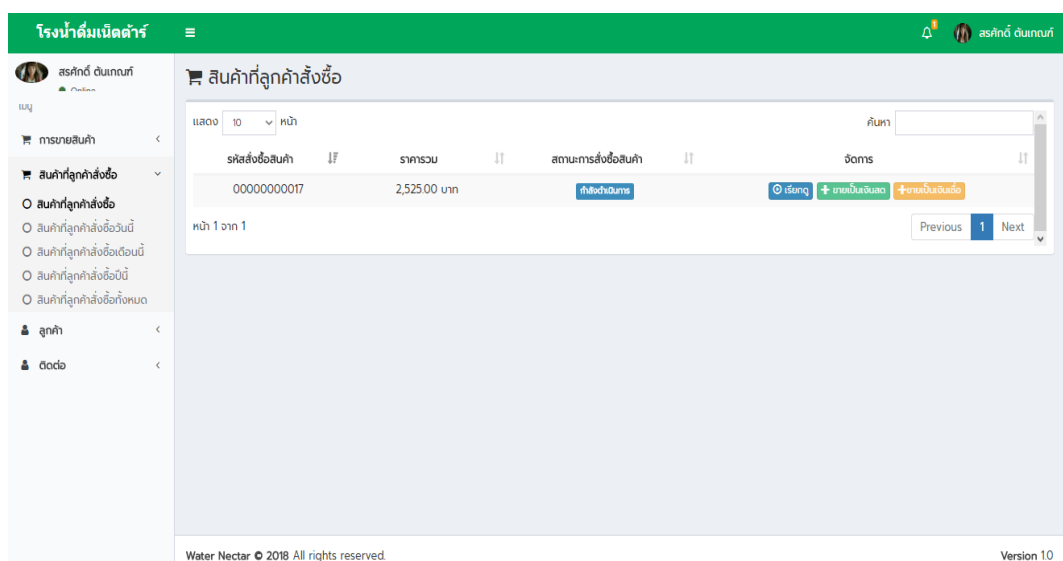 โรงน้ำดื่มเน็ตต้าร์
1
สรศักดิ์ ตันเกณฑ์
สรศักดิ์ ตันเกณฑ์
Online
เมนู
การขายสินค้า
สินค้าที่ลูกค้าสั่งซื้อ
สินค้าที่ลูกค้าสั่งซื้อ
สินค้าที่ลูกค้าสั่งซื้อวันนี้
สินค้าที่ลูกค้าสั่งซื้อเดือนนี้
สินค้าที่ลูกค้าสั่งซื้อปีนี้
สินค้าที่ลูกค้าสั่งซื้อทั้งหมด
ลูกค้า
ติดต่อ
สินค้าที่ลูกค้าสั่งซื้อ
แสดง 10 หน้า ค้นหา
รหัสสั่งซื้อสินค้า ราคารวม สถานะการสั่งซื้อสินค้า จัดการ
00000000017 2,525.00 บาท กำลังดำเนินการ เรียกดู ขายเป็นเงินสด ขายเป็นเงินเชื่อ
หน้า 1 จาก 1 Previous 1 Next
Water Nectar © 2018 All rights reserved. Version 1.0